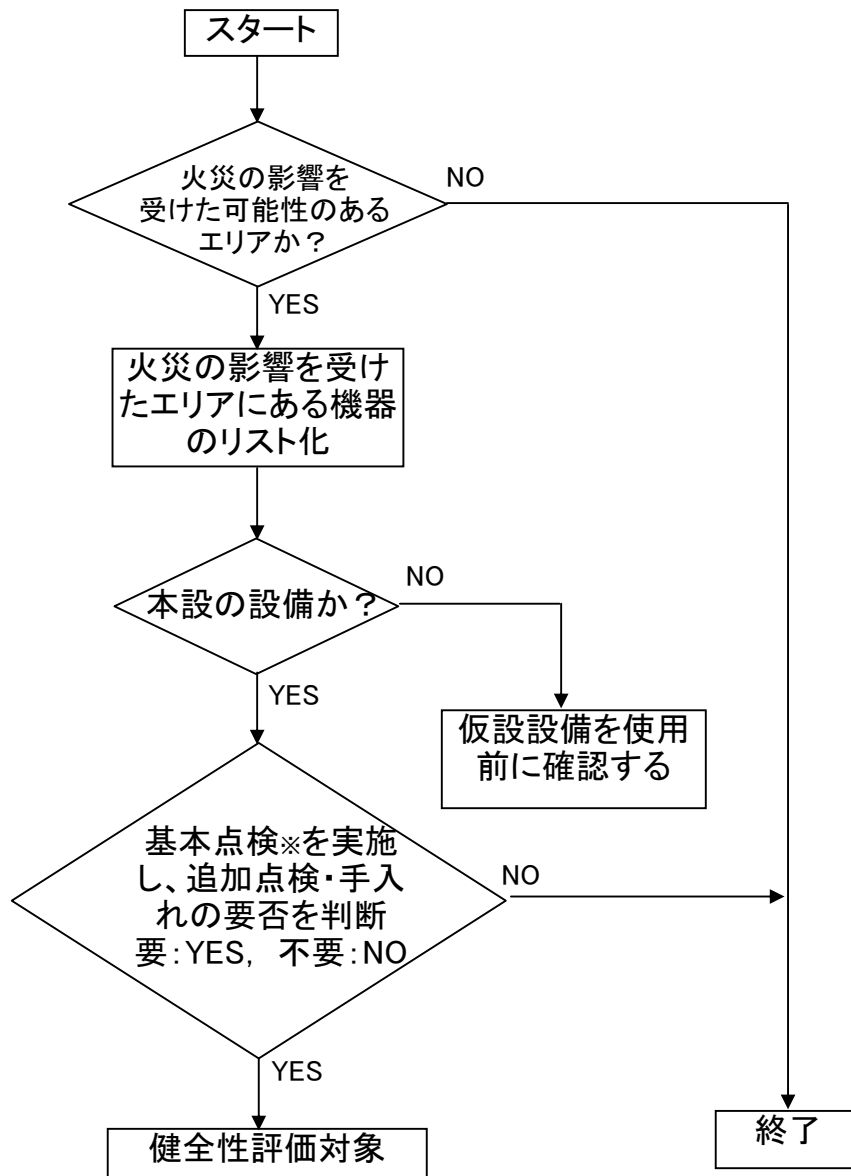 スタート
火災の影響を
受けた可能性のある
エリアか？
NO
YES
火災の影響を受け
たエリアにある機器
のリスト化
本設の設備か？
NO
YES
仮設設備を使用
前に確認する
基本点検※を実施
し、追加点検・手入
れの要否を判断
要：YES， 不要：NO
NO
YES
健全性評価対象
終了